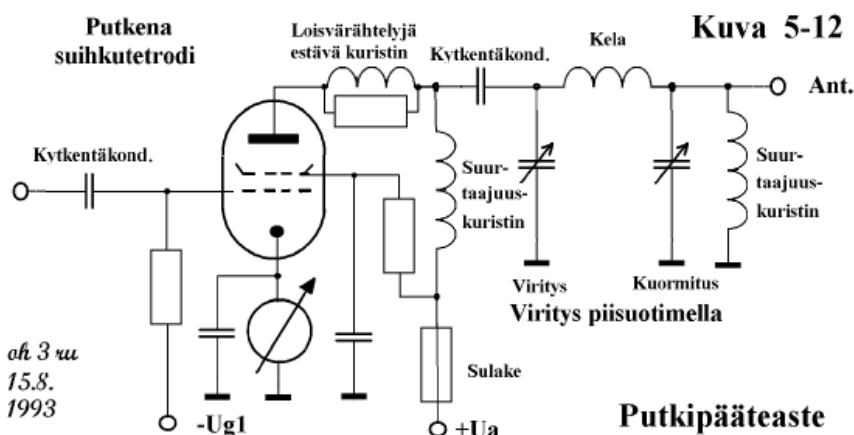 Putkena
suihkutetrodi
Loisvärähtelyjä
estävä kuristin
Kytkentäkond.
Kela
Kuva 5-12
Ant.
Kytkentäkond.
Suur-
taajuus-
kuristin
Suur-
taajuus-
kuristin
Viritys
Kuormitus
Viritys piisuotimella
oh 3 ru
15.8.
1993
Sulake
-Ug1
+Ua
Putkipääteaste